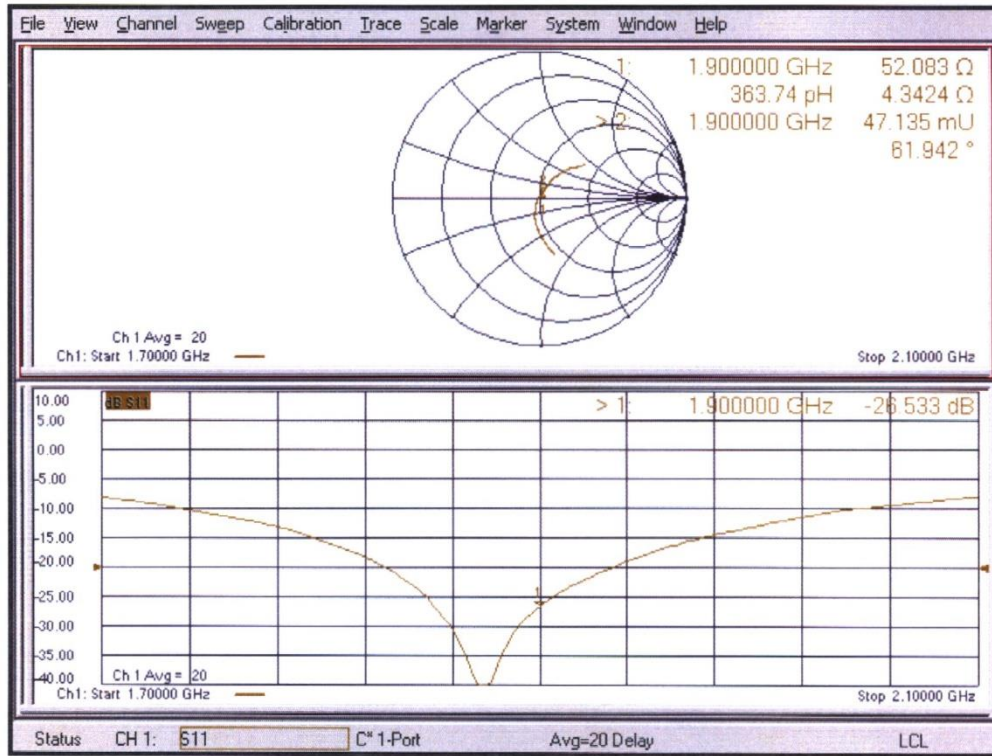 File View Channel Sweep Calibration Trace Scale Marker System Window Help
1: 1.900000 GHz 52.083 Ω
363.74 pH 4.3424 Ω
> 2: 1.900000 GHz 47.135 mU
61.942 °
Ch 1 Avg = 20
Ch1: Start 1.70000 GHz
Stop 2.10000 GHz
10.00
dB S11
> 1: 1.900000 GHz -26.533 dB
5.00
0.00
-5.00
-10.00
-15.00
-20.00
-25.00
1
-30.00
-35.00
-40.00
Ch 1 Avg = 20
Ch1: Start 1.70000 GHz
Stop 2.10000 GHz
Status CH 1: S11 C* 1-Port Avg=20 Delay LCL